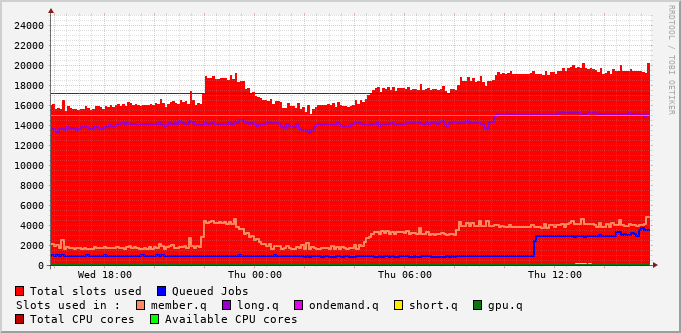 24000
22000
20000
18000
16000
14000
12000
10000
8000
6000
4000
2000
0
Wed 18:00 Thu 00:00 Thu 06:00 Thu 12:00
RRDTOOL / TOBI OETIKER
Total slots used Queued Jobs
Slots used in : member.q long.q ondemand.q short.q gpu.q
Total CPU cores Available CPU cores